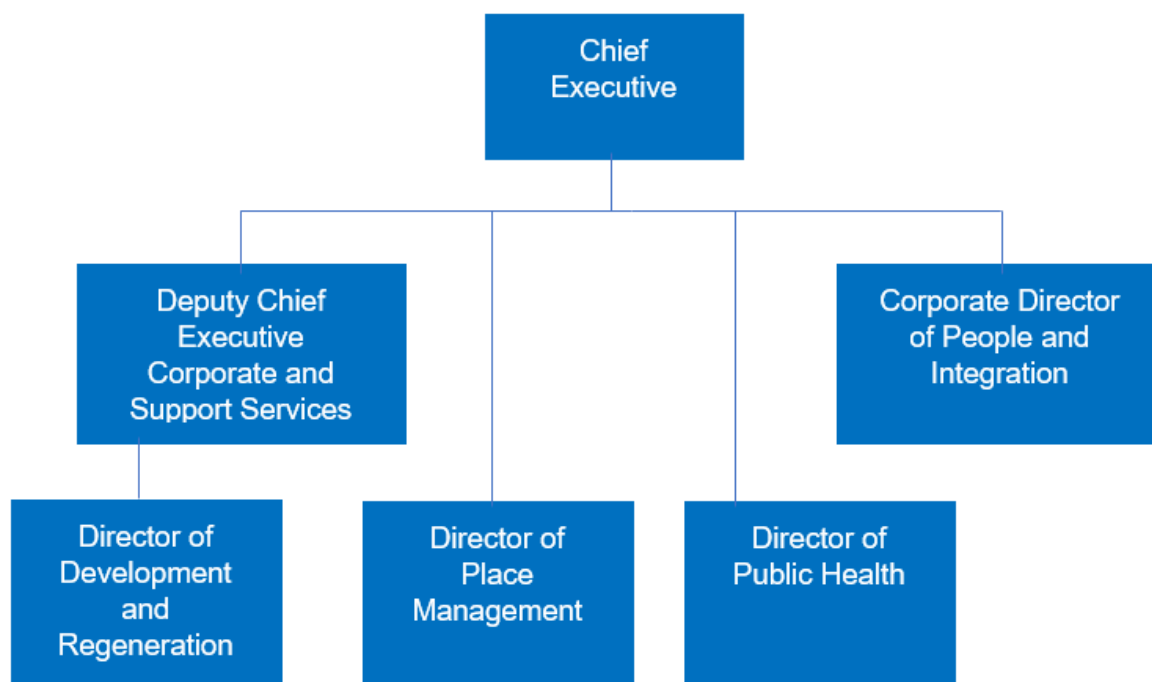 Chief
Executive
Deputy Chief
Executive
Corporate and
Support Services
Corporate Director
of People and
Integration
Director of
Development
and
Regeneration
Director of
Place
Management
Director of
Public Health